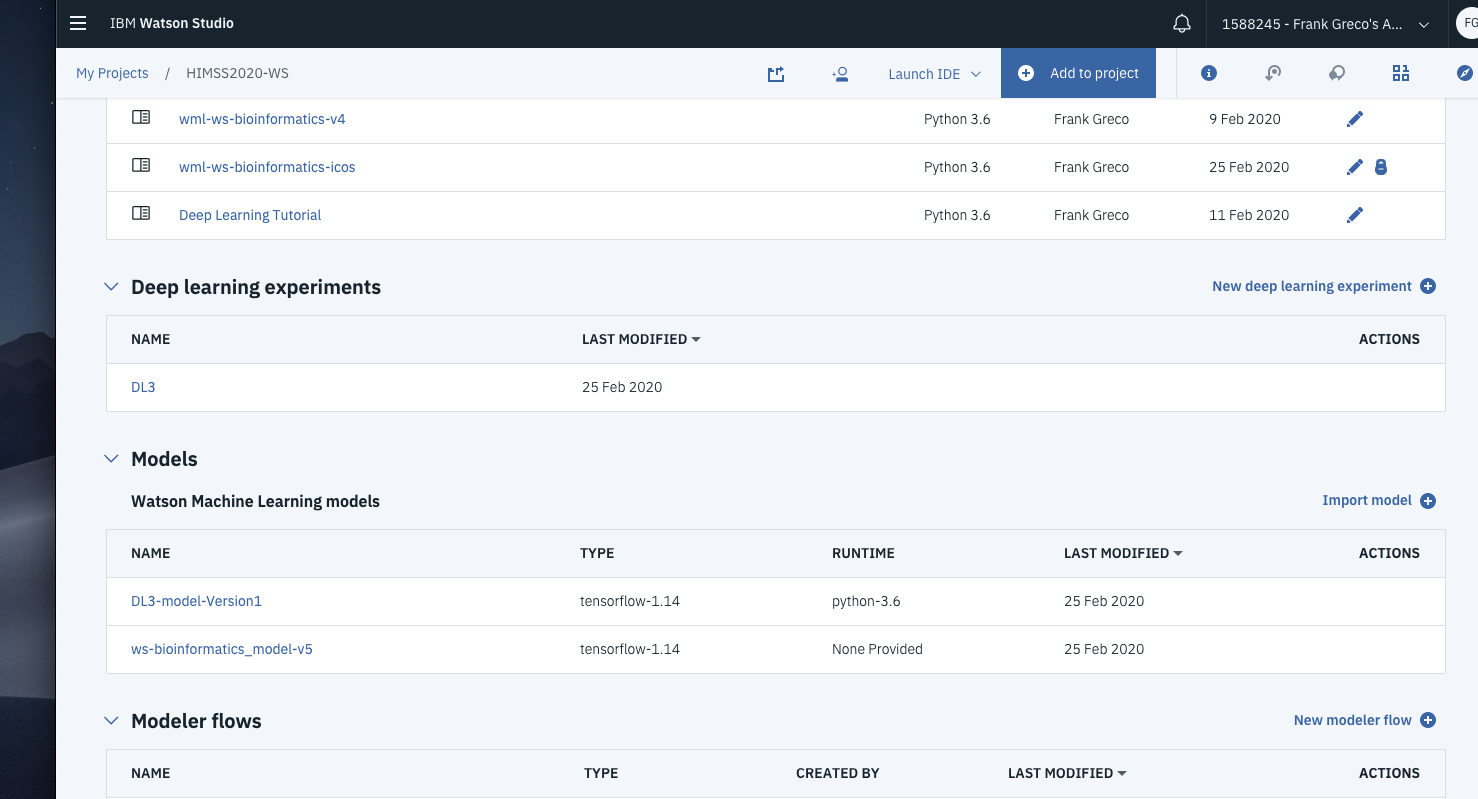 IBM Watson Studio
1588245 - Frank Greco's A...
FG
My Projects / HIMSS2020-WS
Launch IDE
Add to project
wml-ws-bioinformatics-v4 Python 3.6 Frank Greco 9 Feb 2020
wml-ws-bioinformatics-icos Python 3.6 Frank Greco 25 Feb 2020
Deep Learning Tutorial Python 3.6 Frank Greco 11 Feb 2020
Deep learning experiments New deep learning experiment
NAME LAST MODIFIED ACTIONS
DL3 25 Feb 2020
Models
Watson Machine Learning models Import model
NAME TYPE RUNTIME LAST MODIFIED ACTIONS
DL3-model-Version1 tensorflow-1.14 python-3.6 25 Feb 2020
ws-bioinformatics_model-v5 tensorflow-1.14 None Provided 25 Feb 2020
Modeler flows New modeler flow
NAME TYPE CREATED BY LAST MODIFIED ACTIONS